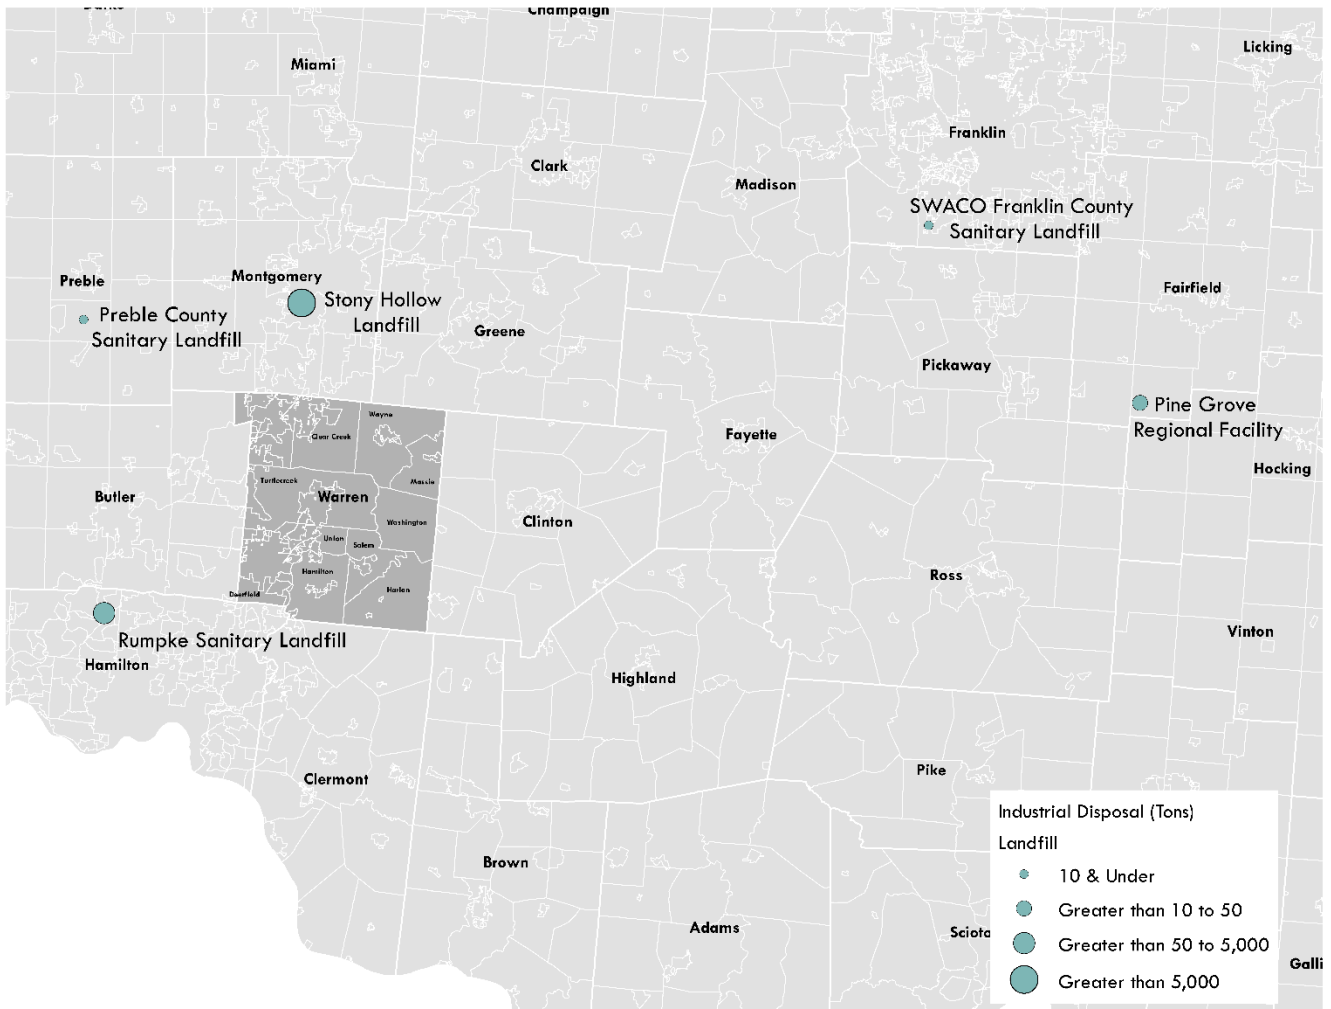 Champaign
Licking
Miami
Franklin
Clark
Madison
SWACO Franklin County
Sanitary Landfill
Preble
Montgomery
Fairfield
Stony Hollow
Landfill
Preble County
Sanitary Landfill
Greene
Pickaway
Pine Grove
Regional Facility
Wayne
Clear Creek
Fayette
Hocking
Turtlecreek
Massie
Butler
Warren
Washington
Clinton
Union
Salem
Hamilton
Ross
Harlan
Deerfield
Rumpke Sanitary Landfill
Hamilton
Vinton
Highland
Clermont
Pike
Brown
Adams
Scioto
Galli
Industrial Disposal (Tons)
Landfill
10 & Under
Greater than 10 to 50
Greater than 50 to 5,000
Greater than 5,000